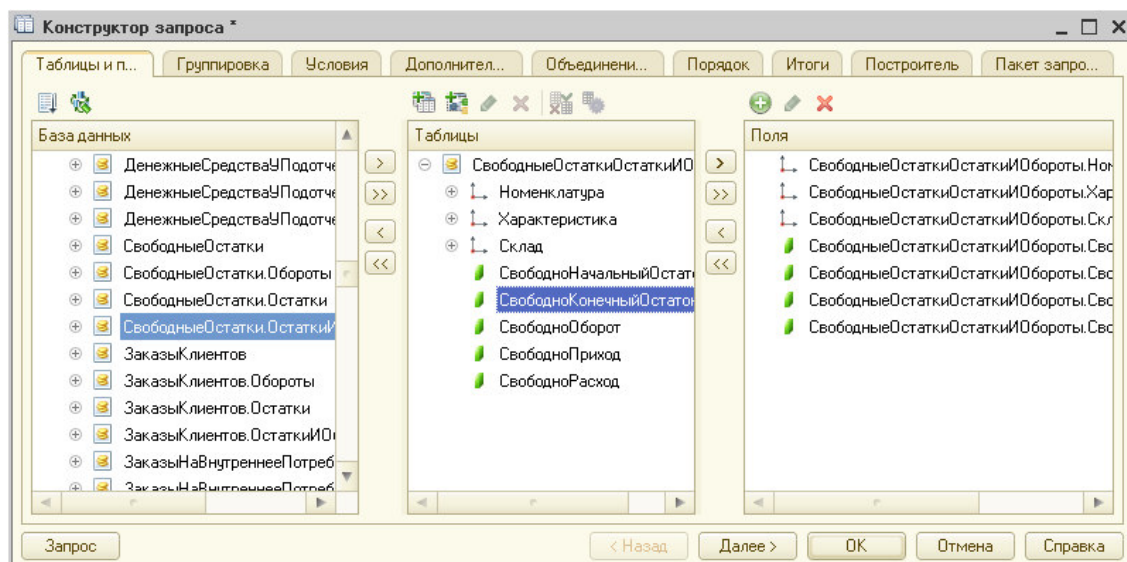 Конструктор запроса *
Таблицы и п... Группировка Условия Дополнител... Объединени... Порядок Итоги Построитель Пакет запро...
База данных
ДенежныеСредстваУПодотче
ДенежныеСредстваУПодотче
ДенежныеСредстваУПодотче
СвободныеОстатки
СвободныеОстатки.Обороты
СвободныеОстатки.Остатки
СвободныеОстатки.ОстаткиИ
ЗаказыКлиентов
ЗаказыКлиентов.Обороты
ЗаказыКлиентов.Остатки
ЗаказыКлиентов.ОстаткиИО
ЗаказыНаВнутреннееПотреб
ЗаказыНаВнутреннееПотреб
>
>>
<
<<
Таблицы
СвободныеОстаткиОстаткиИО
Номенклатура
Характеристика
Склад
СвободноНачальныйОстат
СвободноКонечныйОстаток
СвободноОборот
СвободноПриход
СвободноРасход
>
>>
<
<<
Поля
СвободныеОстаткиОстаткиИОбороты.Ном
СвободныеОстаткиОстаткиИОбороты.Хар
СвободныеОстаткиОстаткиИОбороты.Скл
СвободныеОстаткиОстаткиИОбороты.Сво
СвободныеОстаткиОстаткиИОбороты.Сво
СвободныеОстаткиОстаткиИОбороты.Сво
СвободныеОстаткиОстаткиИОбороты.Сво
Запрос < Назад Далее > ОК Отмена Справка